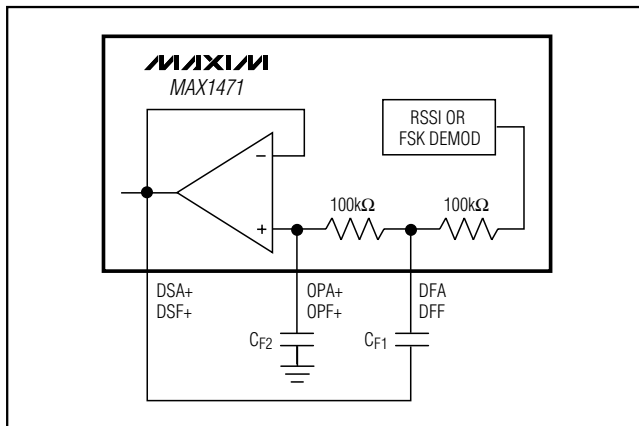 MAXIM
MAX1471
RSSI OR
FSK DEMOD
100kΩ
100kΩ
−
+
DSA+
DSF+
OPA+
OPF+
DFA
DFF
CF2
CF1